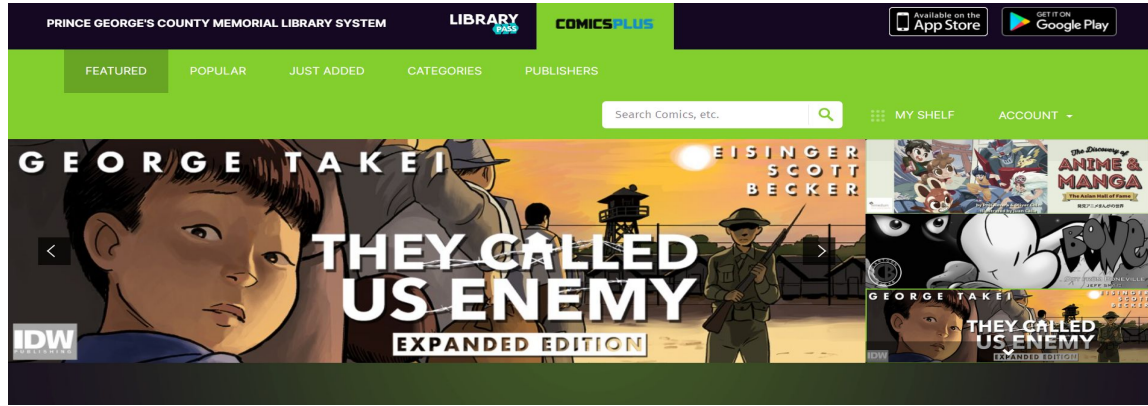 PRINCE GEORGE'S COUNTY MEMORIAL LIBRARY SYSTEM
LIBRARY
PASS
COMICSPLUS
Available on the
App Store
GET IT ON
Google Play
FEATURED
POPULAR
JUST ADDED
CATEGORIES
PUBLISHERS
Search Comics, etc.
MY SHELF
ACCOUNT
GEORGE TAKEI
EISINGER
SCOTT
BECKER
THEY CALLED
US ENEMY
EXPANDED EDITION
IDW
PUBLISHING
The Discovery of
ANIME &
MANGA
The Asian Hall of Fame
BONE
JEFF
GEORGE TAKEI
EISINGER
SCOTT
BECKER
THEY CALLED
US ENEMY
EXPANDED EDITION
IDW